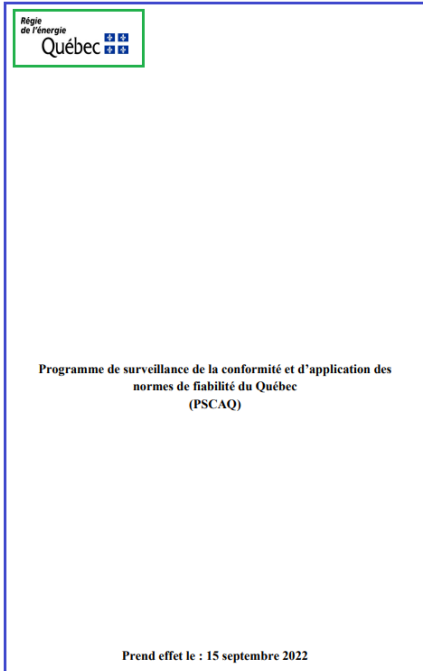 Régie
de l'énergie
Québec
Programme de surveillance de la conformité et d'application des
normes de fiabilité du Québec
(PSCAQ)
Prend effet le : 15 septembre 2022